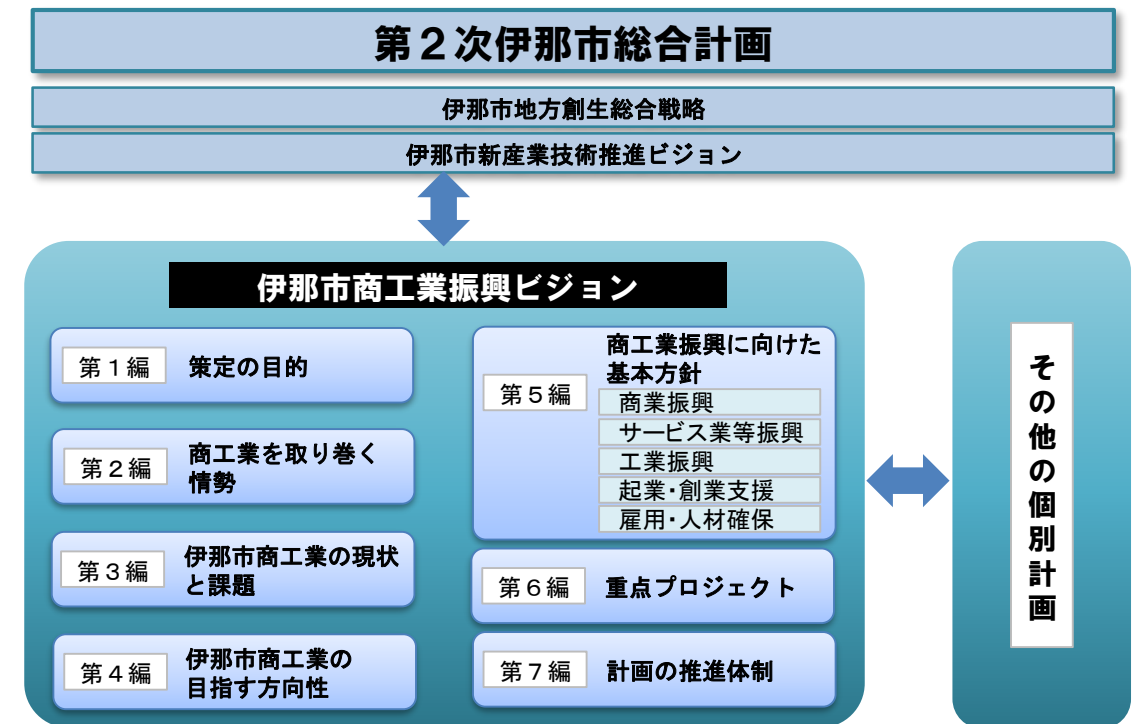 第２次伊那市総合計画
伊那市地方創生総合戦略
伊那市新産業技術推進ビジョン
伊那市商工業振興ビジョン
第１編
策定の目的
第２編
商工業を取り巻く
情勢
第３編
伊那市商工業の現状
と課題
第４編
伊那市商工業の
目指す方向性
第５編
商工業振興に向けた
基本方針
商業振興
サービス業等振興
工業振興
起業・創業支援
雇用・人材確保
第６編
重点プロジェクト
第７編
計画の推進体制
その他の個別計画